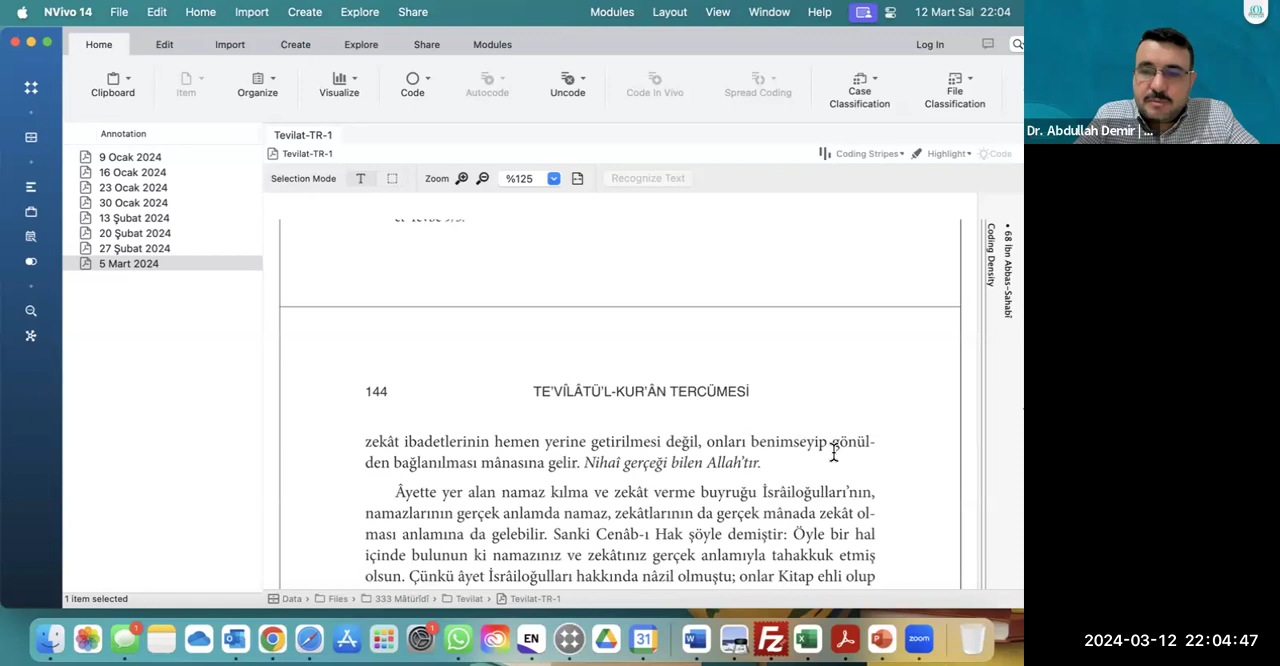 NVivo 14 File Edit Home Import Create Explore Share Modules Layout View Window Help 12 Mart Sal 22:04
Home Edit Import Create Explore Share Modules Log In
Clipboard Item Organize Visualize Code Autocode Uncode Code In Vivo Spread Coding Case Classification File Classification
Annotation
9 Ocak 2024
16 Ocak 2024
23 Ocak 2024
30 Ocak 2024
13 Şubat 2024
20 Şubat 2024
27 Şubat 2024
5 Mart 2024
1 item selected
Tevilat-TR-1
Tevilat-TR-1 Coding Stripes Highlight Code
Selection Mode T Zoom %125 Recognize Text
144 TE'VÎLÂTÜ'L-KUR'ÂN TERCÜMESİ
zekât ibadetlerinin hemen yerine getirilmesi değil, onları benimseyip gönül-
den bağlanılması mânasına gelir. Nihaî gerçeği bilen Allah'tır.
Âyette yer alan namaz kılma ve zekât verme buyruğu İsrâiloğulları'nın,
namazlarının gerçek anlamda namaz, zekâtlarının da gerçek mânada zekât ol-
ması anlamına da gelebilir. Sanki Cenâb-ı Hak şöyle demiştir: Öyle bir hal
içinde bulunun ki namazınız ve zekâtınız gerçek anlamıyla tahakkuk etmiş
olsun. Çünkü âyet İsrâiloğulları hakkında nâzil olmuştu; onlar Kitap ehli olup
Coding Density
• 68 İbn Abbas-Sahabî
Data > Files > 333 Mâtürîdî > Tevilat > Tevilat-TR-1
1
1
EN
31
zoom
Dr. Abdullah Demir | ...
2024-03-12 22:04:47